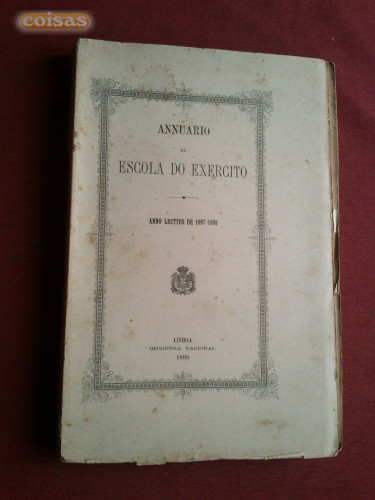 coisas
ANNUARIO
DA
ESCOLA DO EXERCITO
ANNO LECTIVO DE 1897-1898
LISBOA
IMPRENSA NACIONAL
1898